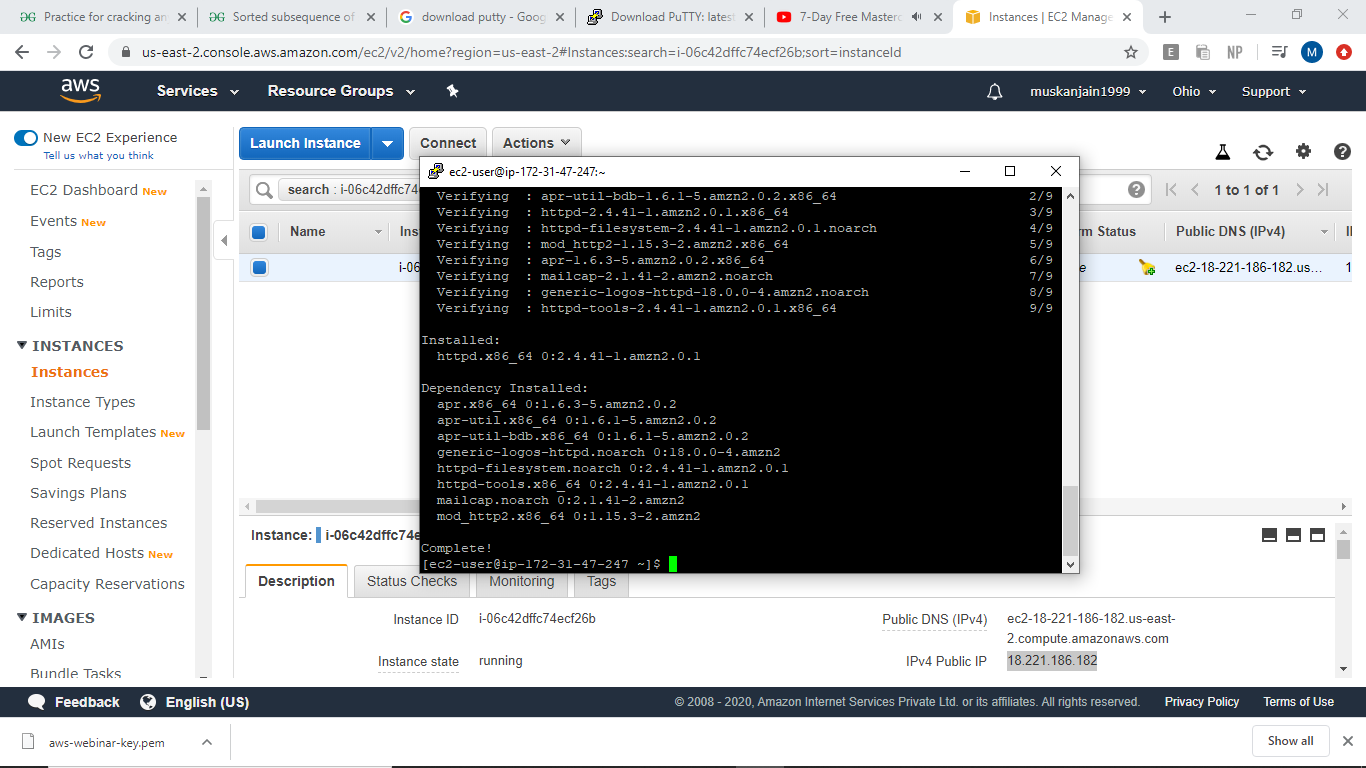 Practice for cracking an
Sorted subsequence of
download putty - Goog
Download PuTTY: latest
7-Day Free Masterc
Instances | EC2 Manage
us-east-2.console.aws.amazon.com/ec2/v2/home?region=us-east-2#Instances:search=i-06c42dffc74ecf26b;sort=instanceId
E
NP
M
aws
Services
Resource Groups
muskanjain1999
Ohio
Support
New EC2 Experience
Tell us what you think
EC2 Dashboard New
Events New
Tags
Reports
Limits
INSTANCES
Instances
Instance Types
Launch Templates New
Spot Requests
Savings Plans
Reserved Instances
Dedicated Hosts New
Capacity Reservations
IMAGES
AMIs
Bundle Tasks
Launch Instance
Connect
Actions
search : i-06c42dffc74
1 to 1 of 1
Name
Ins
rm Status
Public DNS (IPv4)
i-06
e
ec2-18-221-186-182.us...
1
ec2-user@ip-172-31-47-247:~
Verifying : apr-util-bdb-1.6.1-5.amzn2.0.2.x86_64 2/9
Verifying : httpd-2.4.41-1.amzn2.0.1.x86_64 3/9
Verifying : httpd-filesystem-2.4.41-1.amzn2.0.1.noarch 4/9
Verifying : mod_http2-1.15.3-2.amzn2.x86_64 5/9
Verifying : apr-1.6.3-5.amzn2.0.2.x86_64 6/9
Verifying : mailcap-2.1.41-2.amzn2.noarch 7/9
Verifying : generic-logos-httpd-18.0.0-4.amzn2.noarch 8/9
Verifying : httpd-tools-2.4.41-1.amzn2.0.1.x86_64 9/9
Installed:
httpd.x86_64 0:2.4.41-1.amzn2.0.1
Dependency Installed:
apr.x86_64 0:1.6.3-5.amzn2.0.2
apr-util.x86_64 0:1.6.1-5.amzn2.0.2
apr-util-bdb.x86_64 0:1.6.1-5.amzn2.0.2
generic-logos-httpd.noarch 0:18.0.0-4.amzn2
httpd-filesystem.noarch 0:2.4.41-1.amzn2.0.1
httpd-tools.x86_64 0:2.4.41-1.amzn2.0.1
mailcap.noarch 0:2.1.41-2.amzn2
mod_http2.x86_64 0:1.15.3-2.amzn2
Complete!
[ec2-user@ip-172-31-47-247 ~]$
Instance: i-06c42dffc74e
Description
Status Checks
Monitoring
Tags
Instance ID i-06c42dffc74ecf26b
Public DNS (IPv4) ec2-18-221-186-182.us-east-
2.compute.amazonaws.com
Instance state running
IPv4 Public IP 18.221.186.182
Feedback
English (US)
© 2008 - 2020, Amazon Internet Services Private Ltd. or its affiliates. All rights reserved.
Privacy Policy
Terms of Use
aws-webinar-key.pem
Show all